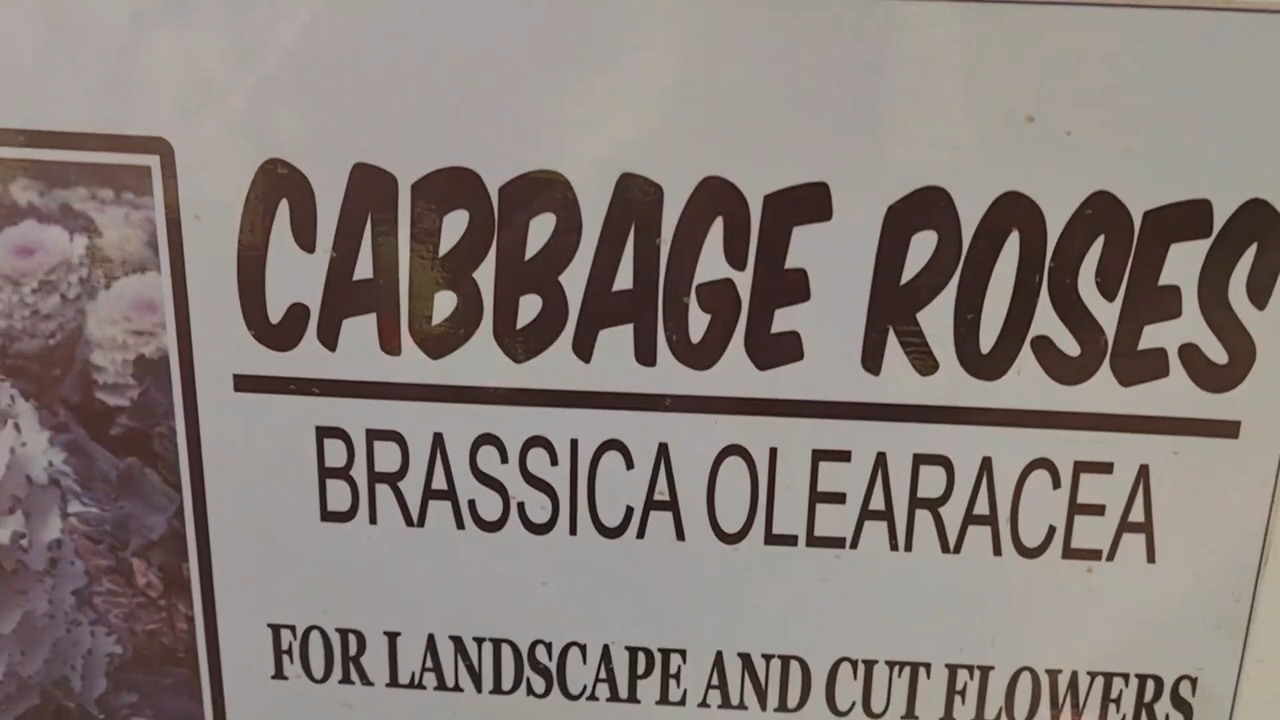 CABBAGE ROSES
BRASSICA OLEARACEA
FOR LANDSCAPE AND CUT FLOWERS